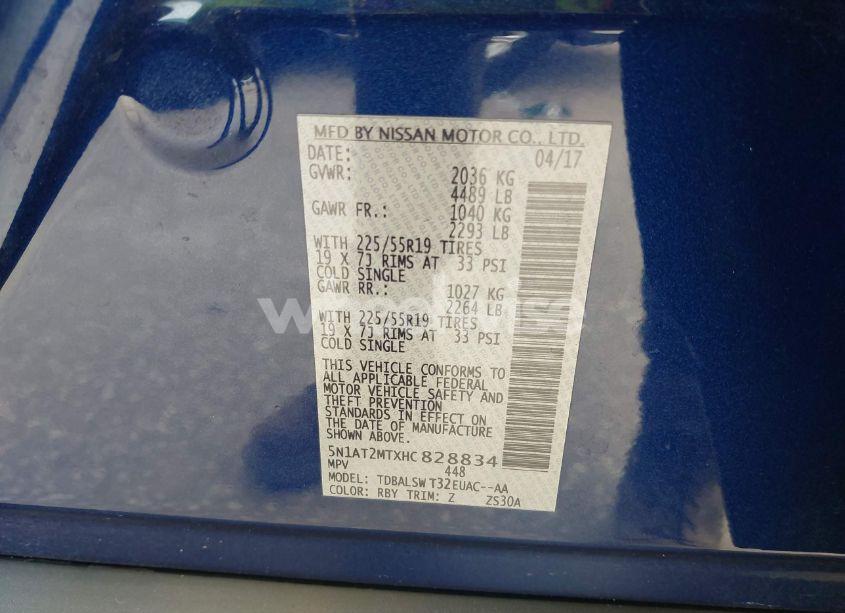 MFD BY NISSAN MOTOR CO., LTD.
DATE: 04/17
GVWR: 2036 KG
4489 LB
GAWR FR.: 1040 KG
2293 LB
WITH 225/55R19 TIRES
19 X 7J RIMS AT 33 PSI
COLD SINGLE
GAWR RR.: 1027 KG
2264 LB
WITH 225/55R19 TIRES
19 X 7J RIMS AT 33 PSI
COLD SINGLE
THIS VEHICLE CONFORMS TO
ALL APPLICABLE FEDERAL
MOTOR VEHICLE SAFETY AND
THEFT PREVENTION
STANDARDS IN EFFECT ON
THE DATE OF MANUFACTURE
SHOWN ABOVE.
5N1AT2MTXHC828834
MPV 448
MODEL: TDBALSW T32EUAC--AA
COLOR: RBY TRIM: Z ZS30A